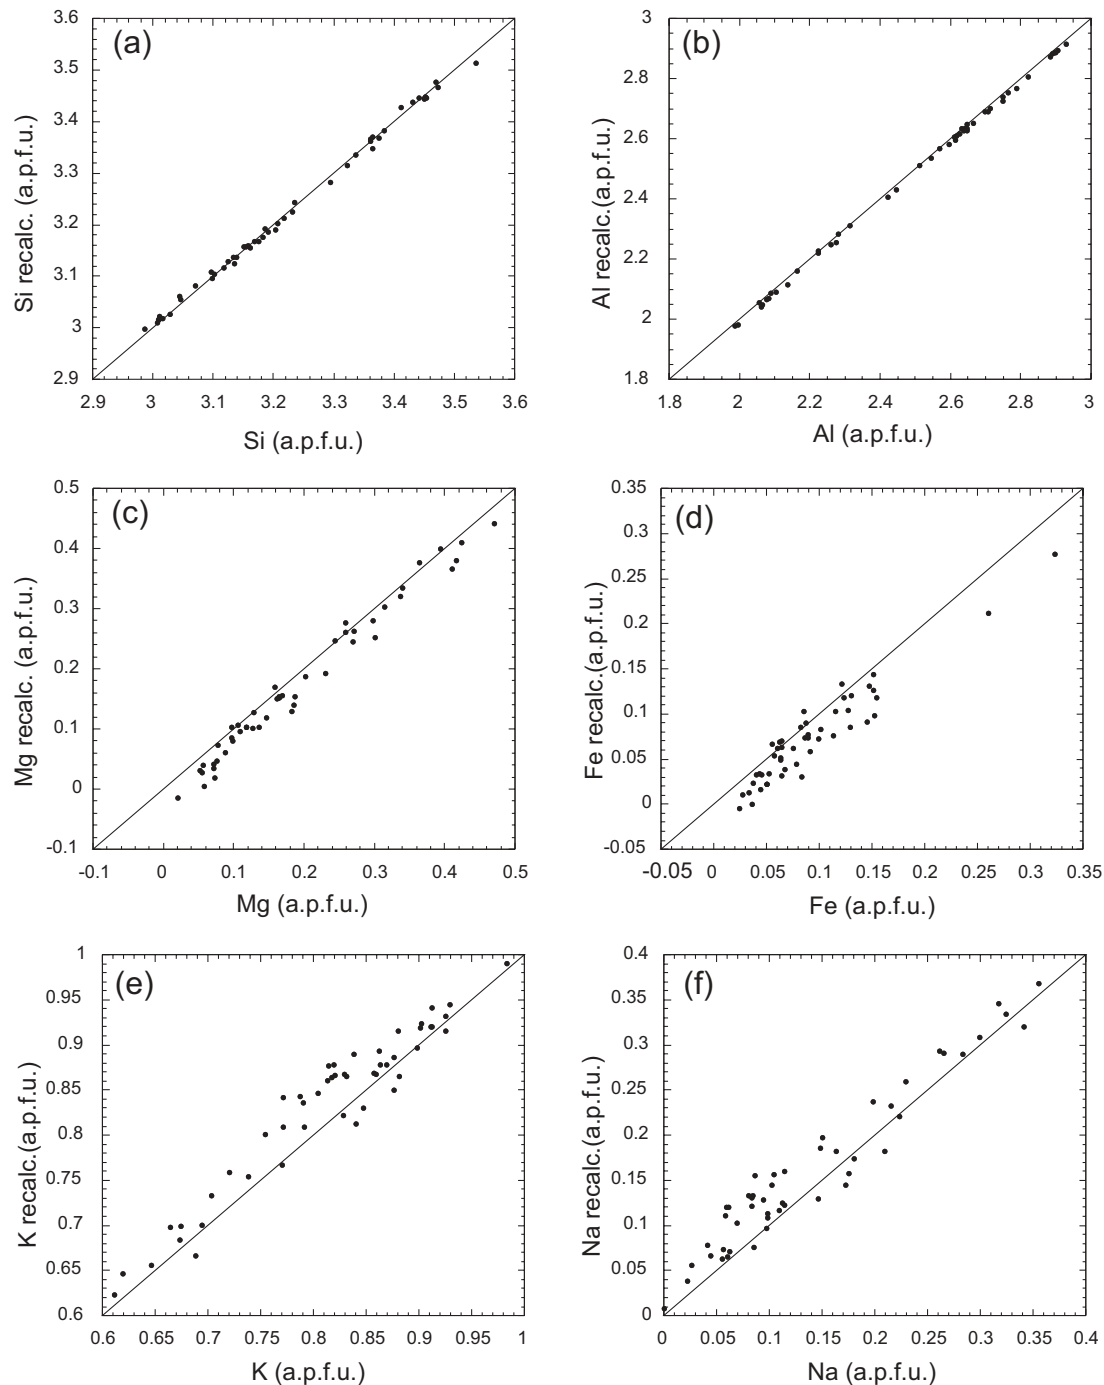 (a)
3.6
3.5
3.4
3.3
3.2
3.1
3
2.9
Si recalc. (a.p.f.u.)
2.9 3 3.1 3.2 3.3 3.4 3.5 3.6
Si (a.p.f.u.)
(b)
3
2.8
2.6
2.4
2.2
2
1.8
Al recalc.(a.p.f.u.)
1.8 2 2.2 2.4 2.6 2.8 3
Al (a.p.f.u.)
(c)
0.5
0.4
0.3
0.2
0.1
0
-0.1
Mg recalc. (a.p.f.u.)
-0.1 0 0.1 0.2 0.3 0.4 0.5
Mg (a.p.f.u.)
(d)
0.35
0.3
0.25
0.2
0.15
0.1
0.05
0
-0.05
Fe recalc.(a.p.f.u.)
-0.05 0 0.05 0.1 0.15 0.2 0.25 0.3 0.35
Fe (a.p.f.u.)
(e)
1
0.95
0.9
0.85
0.8
0.75
0.7
0.65
0.6
K recalc.(a.p.f.u.)
0.6 0.65 0.7 0.75 0.8 0.85 0.9 0.95 1
K (a.p.f.u.)
(f)
0.4
0.35
0.3
0.25
0.2
0.15
0.1
0.05
0
Na recalc.(a.p.f.u.)
0 0.05 0.1 0.15 0.2 0.25 0.3 0.35 0.4
Na (a.p.f.u.)